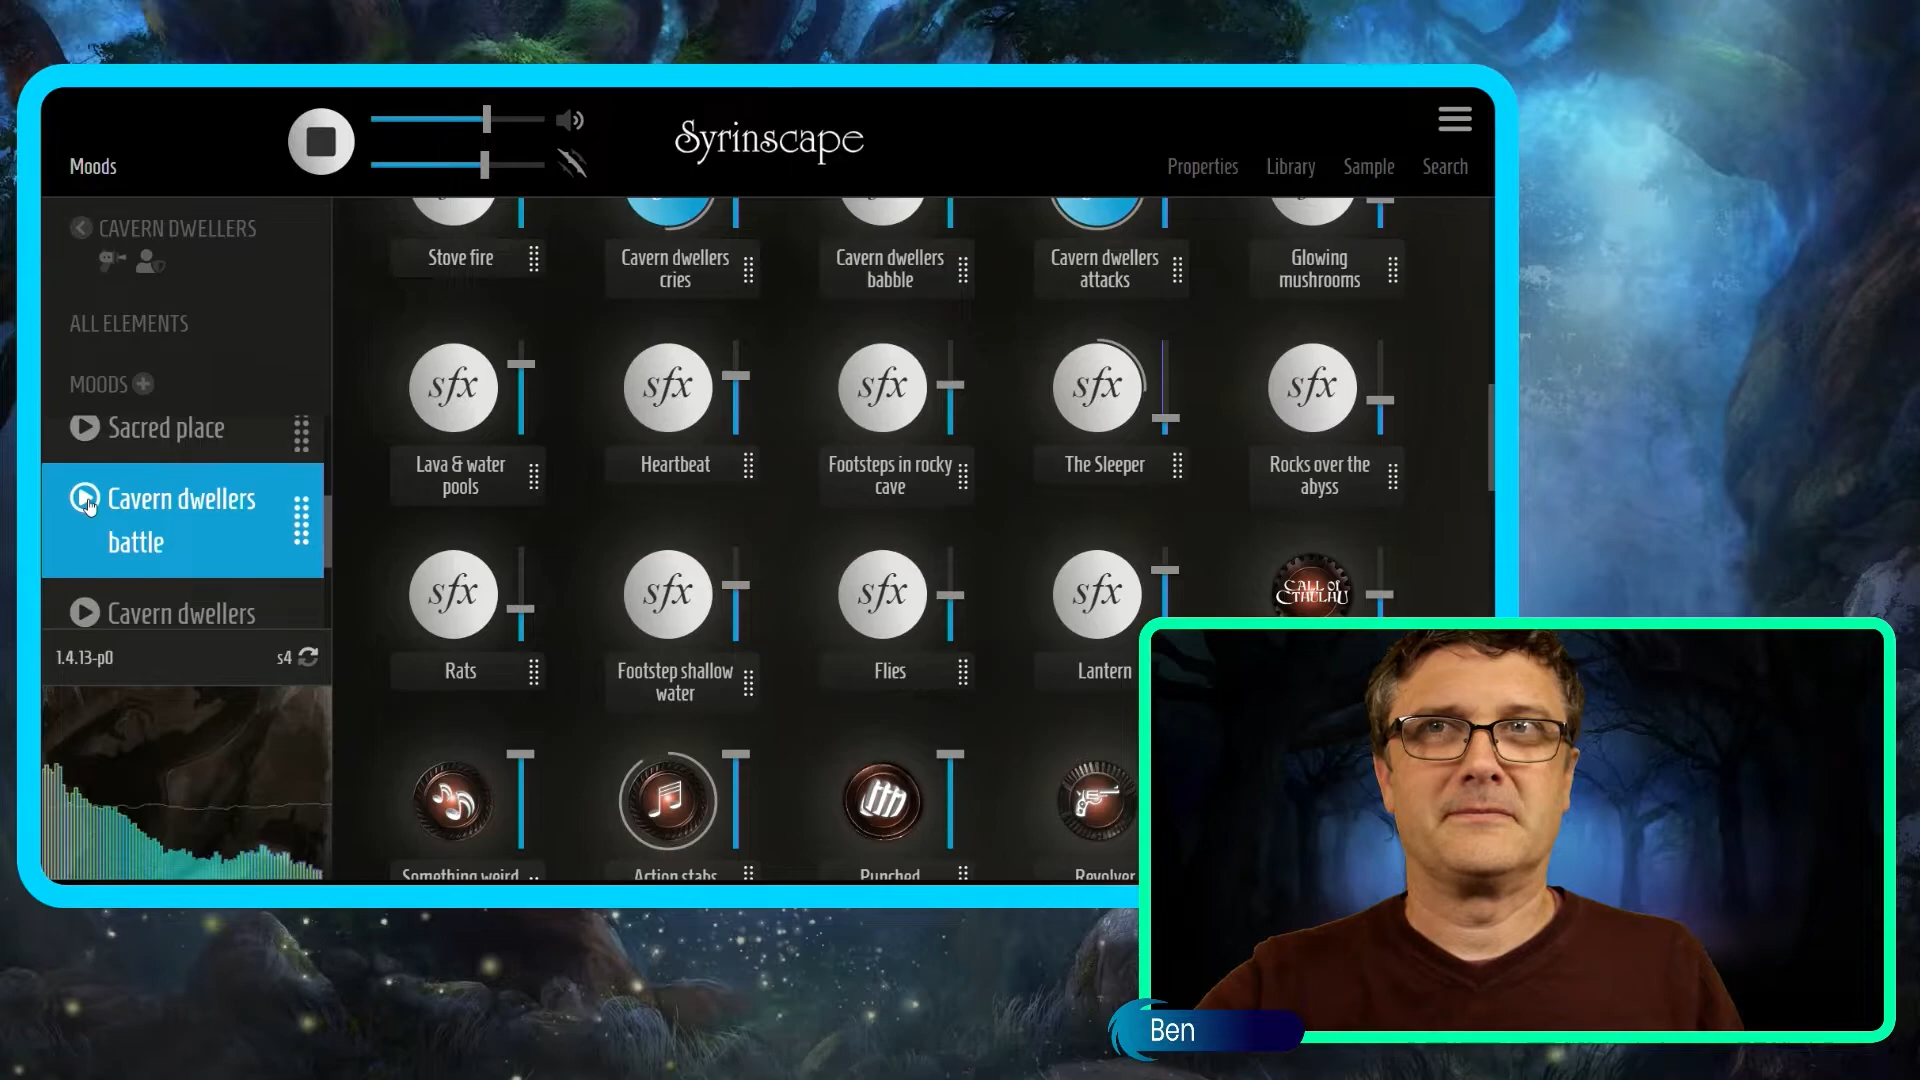 Syrinscape
Moods
Properties
Library
Sample
Search
CAVERN DWELLERS
ALL ELEMENTS
MOODS
Sacred place
Cavern dwellers
battle
Cavern dwellers
1.4.13-p0
s4
Stove fire
Cavern dwellers
cries
Cavern dwellers
babble
Cavern dwellers
attacks
Glowing
mushrooms
sfx
sfx
sfx
sfx
sfx
Lava & water
pools
Heartbeat
Footsteps in rocky
cave
The Sleeper
Rocks over the
abyss
sfx
sfx
sfx
sfx
CALL OF
CTHULHU
Rats
Footstep shallow
water
Flies
Lantern
Something weird
Action stabs
Punched
Revolver
Ben